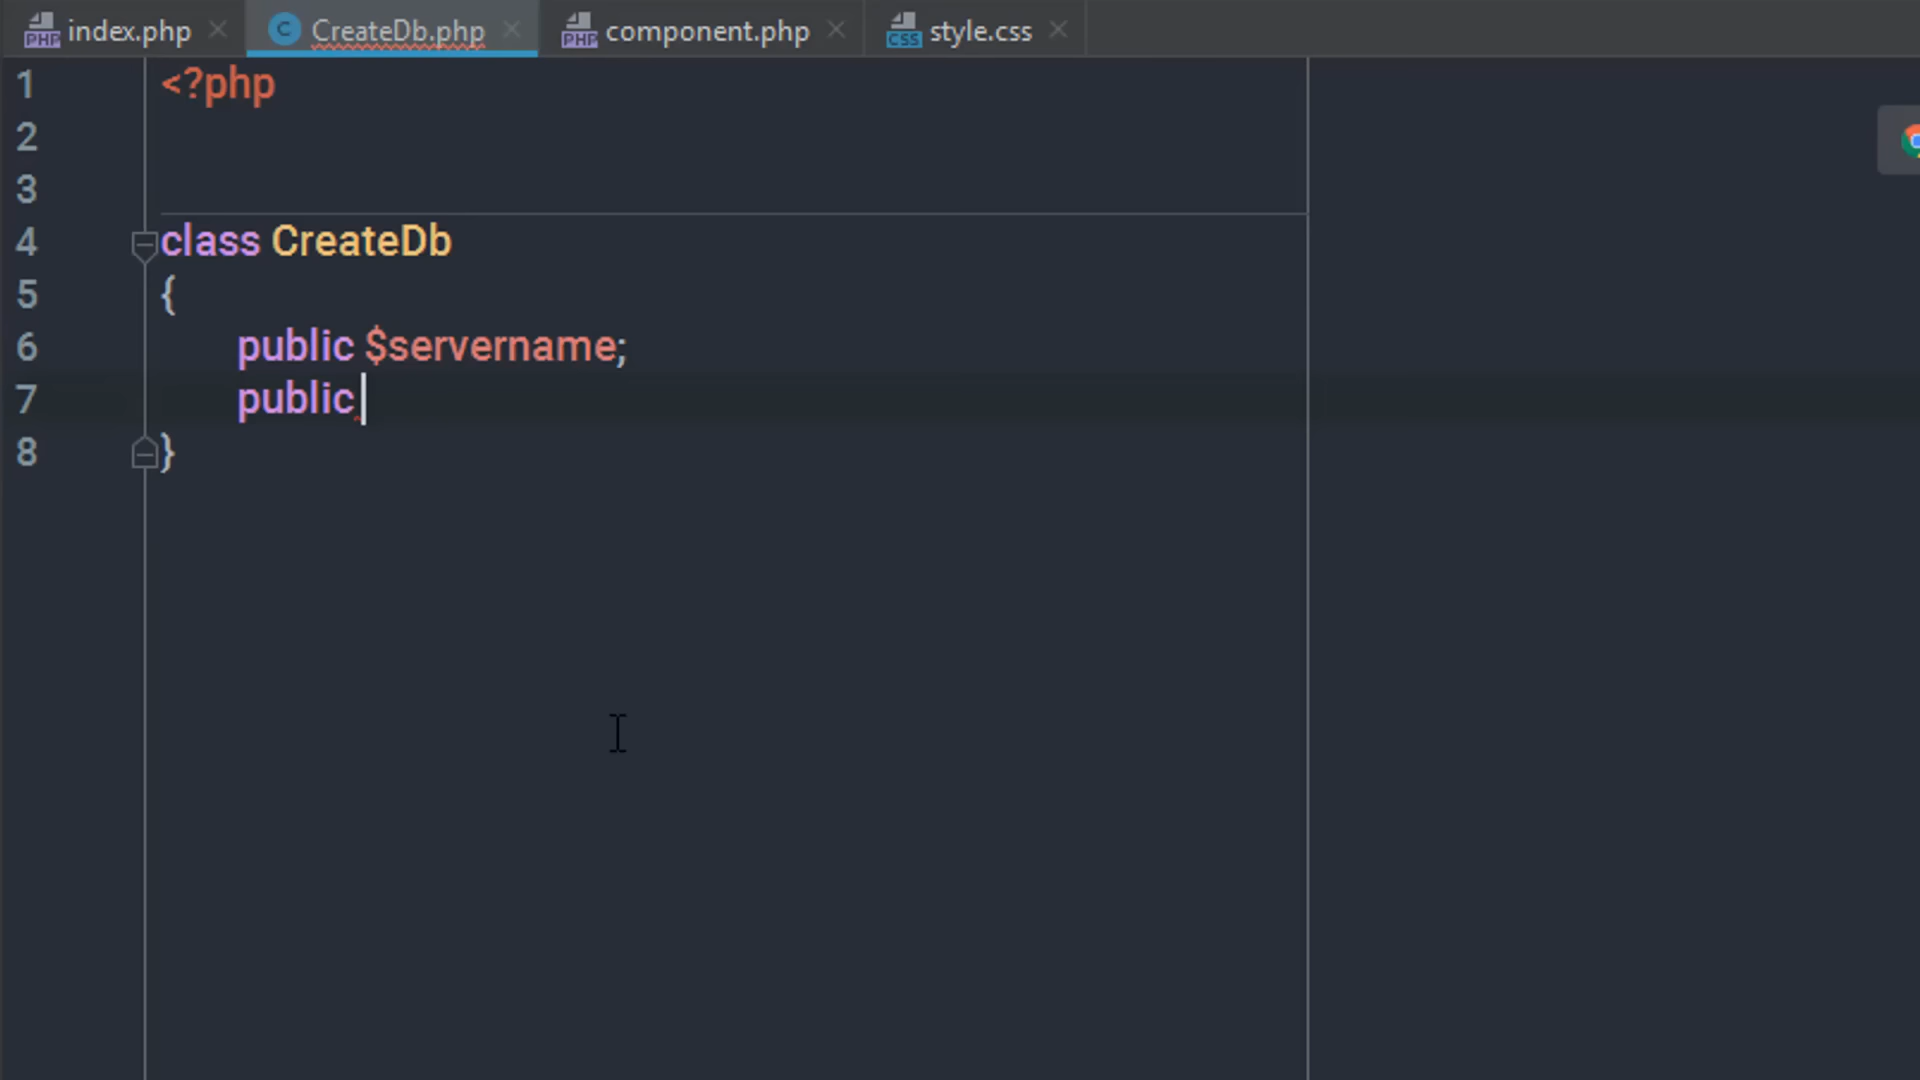 index.php CreateDb.php component.php style.css
1 <?php
2
3
4 class CreateDb
5 {
6 public $servername;
7 public
8 }